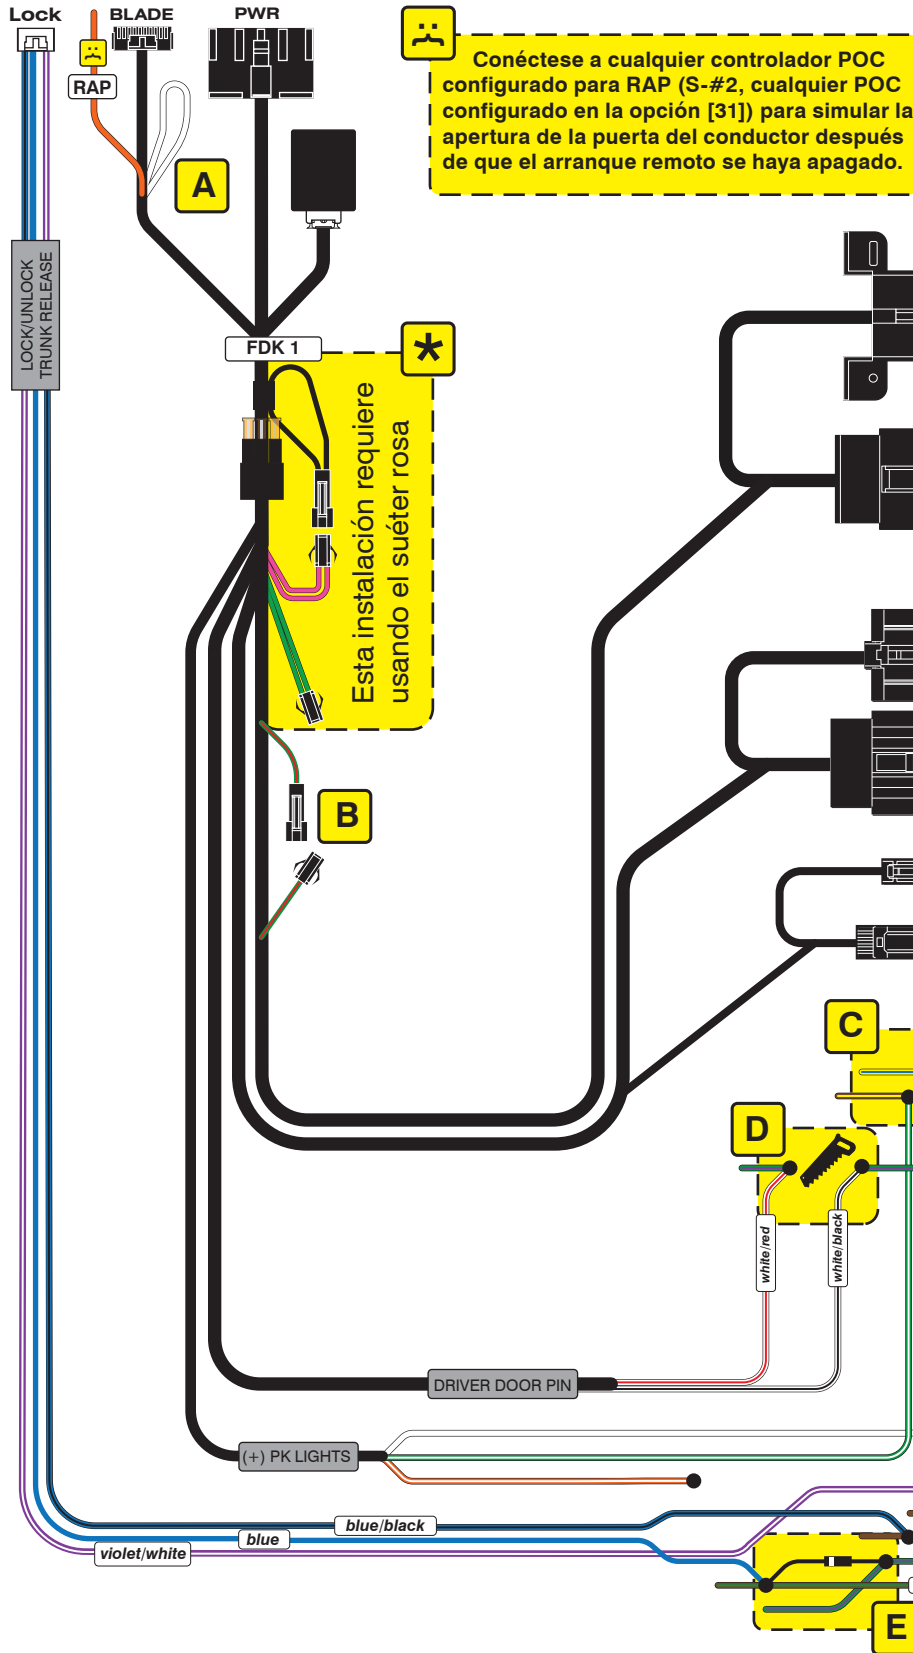 Lock
BLADE
PWR
RAP
A
Conéctese a cualquier controlador POC
configurado para RAP (S-#2, cualquier POC
configurado en la opción [31]) para simular la
apertura de la puerta del conductor después
de que el arranque remoto se haya apagado.
LOCK/UNLOCK
TRUNK RELEASE
FDK 1
*
Esta instalación requiere
usando el suéter rosa
B
C
D
white/red
white/black
DRIVER DOOR PIN
(+) PK LIGHTS
blue/black
blue
violet/white
E